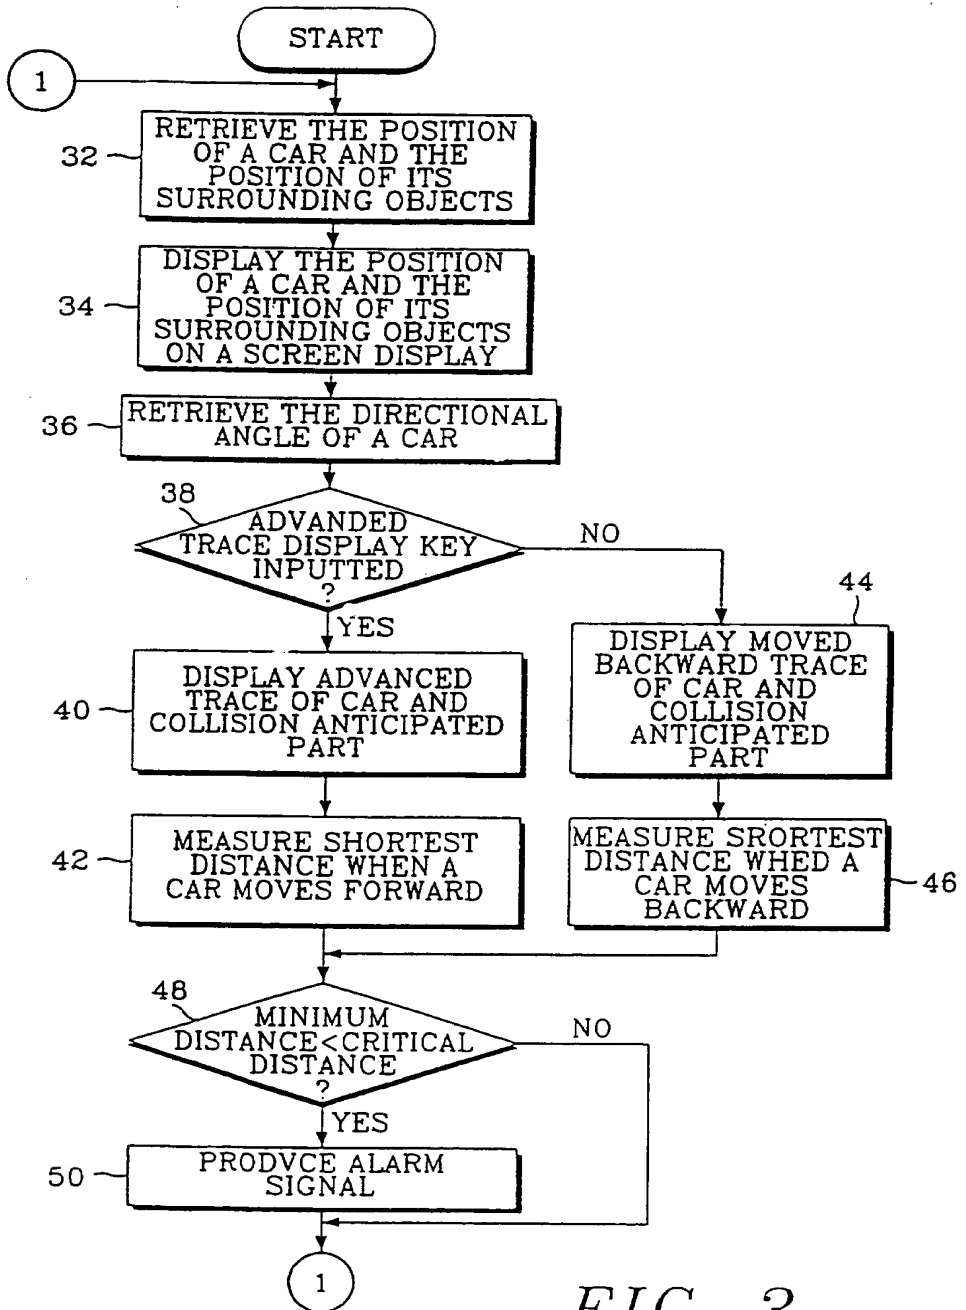 START
1
32
RETRIEVE THE POSITION
OF A CAR AND THE
POSITION OF ITS
SURROUNDING OBJECTS
34
DISPLAY THE POSITION
OF A CAR AND THE
POSITION OF ITS
SURROUNDING OBJECTS
ON A SCREEN DISPLAY
36
RETRIEVE THE DIRECTIONAL
ANGLE OF A CAR
38
ADVANDED
TRACE DISPLAY KEY
INPUTTED
?
NO
YES
40
DISPLAY ADVANCED
TRACE OF CAR AND
COLLISION ANTICIPATED
PART
44
DISPLAY MOVED
BACKWARD TRACE
OF CAR AND
COLLISION
ANTICIPATED
PART
42
MEASURE SHORTEST
DISTANCE WHEN A
CAR MOVES FORWARD
MEASURE SRORTEST
DISTANCE WHED A
CAR MOVES
BACKWARD
46
48
MINIMUM
DISTANCE<CRITICAL
DISTANCE
?
NO
YES
50
PRODVCE ALARM
SIGNAL
1
FIG. 3